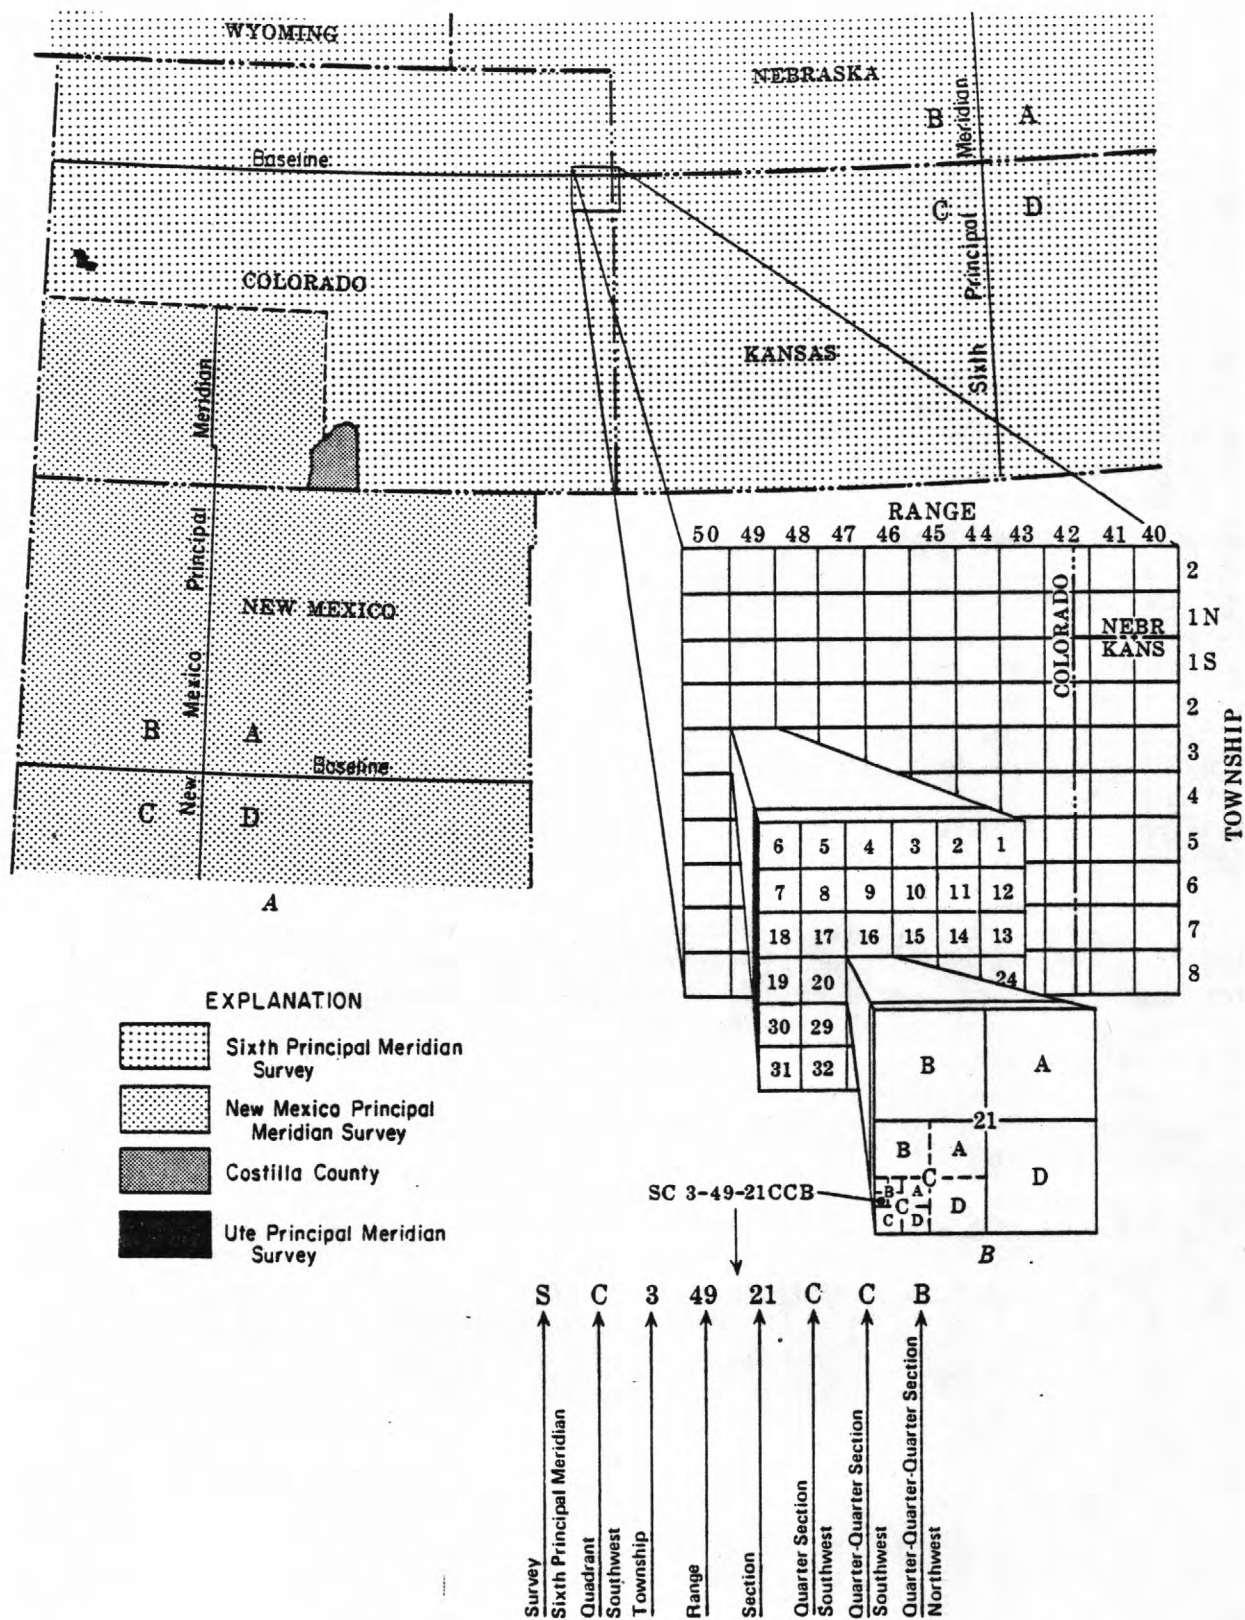 WYOMING
NEBRASKA
B A
Meridian
Baseline
C D
Principal
COLORADO
KANSAS
Sixth
Meridian
Principal
NEW MEXICO
Mexico
B A
Baseline
New
C D
A
RANGE
50 49 48 47 46 45 44 43 42 41 40
2
1N
1S
2
3
4
5
6
7
8
TOWNSHIP
COLORADO
NEBR
KANS
6 5 4 3 2 1
7 8 9 10 11 12
18 17 16 15 14 13
19 20 24
30 29
31 32
B A
21
B A
C
D
B A
C
D
C D
B
SC 3-49-21CCB
EXPLANATION
Sixth Principal Meridian
Survey
New Mexico Principal
Meridian Survey
Costilla County
Ute Principal Meridian
Survey
S C 3 49 21 C C B
Survey
Sixth Principal Meridian
Quadrant
Southwest
Township
Range
Section
Quarter Section
Southwest
Quarter-Quarter Section
Southwest
Quarter-Quarter-Quarter Section
Northwest